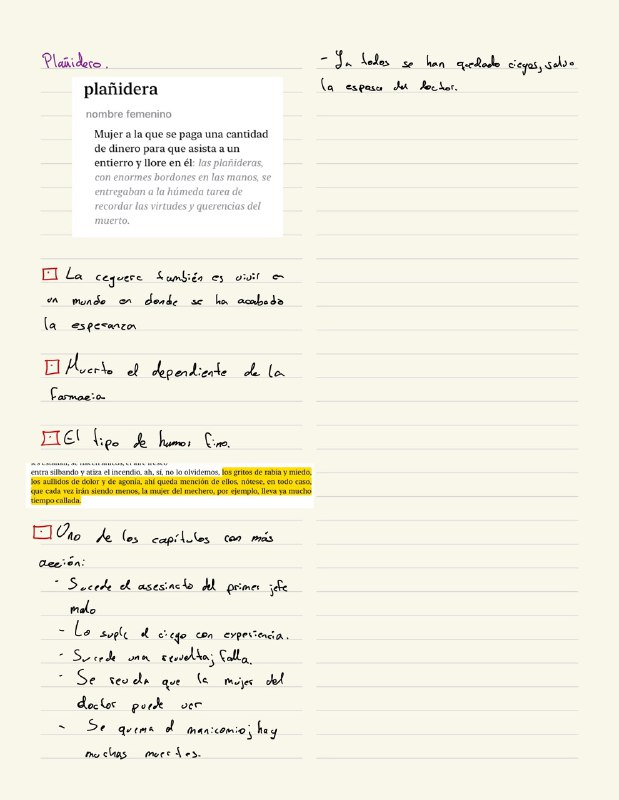 Plañidero.
plañidera
nombre femenino
Mujer a la que se paga una cantidad
de dinero para que asista a un
entierro y llore en él: las plañideras,
con enormes bordones en las manos, se
entregaban a la húmeda tarea de
recordar las virtudes y querencias del
muerto.
La ceguera también es vivir en
un mundo en donde se ha acabado
la esperanza
Muerto el dependiente de la
farmacia
El tipo de humor fino.
entra silbando y atiza el incendio, ah, sí, no lo olvidemos, los gritos de rabia y miedo,
los aullidos de dolor y de agonía, ahí queda mención de ellos, nótese, en todo caso,
que cada vez irán siendo menos, la mujer del mechero, por ejemplo, lleva ya mucho
tiempo callada.
Uno de los capítulos con más
acción:
- Sucede el asesinato del primer jefe
malo
- Lo suple el ciego con experiencia.
- Sucede una revuelta; falla.
- Se revela que la mujer del
doctor puede ver
- Se quema el manicomio; hay
muchas muertes.
- Ya todos se han quedado ciegos, salvo
la esposa del doctor.